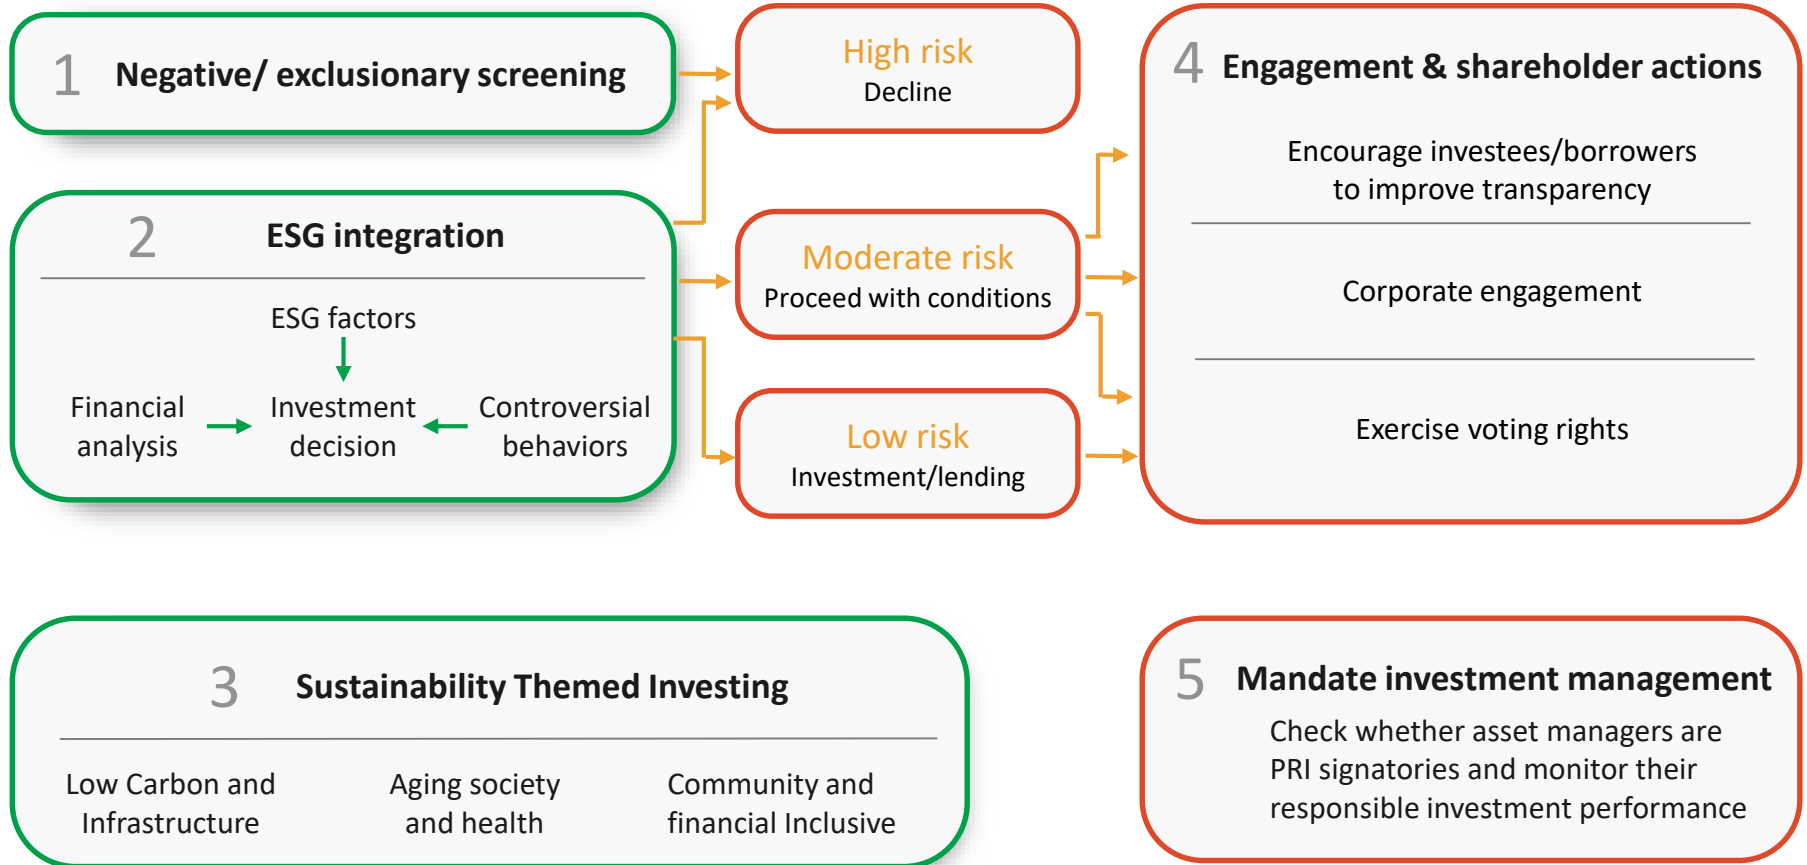 1 Negative/ exclusionary screening
High risk
Decline
2 ESG integration
ESG factors
Financial
analysis
Investment
decision
Controversial
behaviors
Moderate risk
Proceed with conditions
Low risk
Investment/lending
4 Engagement & shareholder actions
Encourage investees/borrowers
to improve transparency
Corporate engagement
Exercise voting rights
3 Sustainability Themed Investing
Low Carbon and
Infrastructure
Aging society
and health
Community and
financial Inclusive
5 Mandate investment management
Check whether asset managers are
PRI signatories and monitor their
responsible investment performance